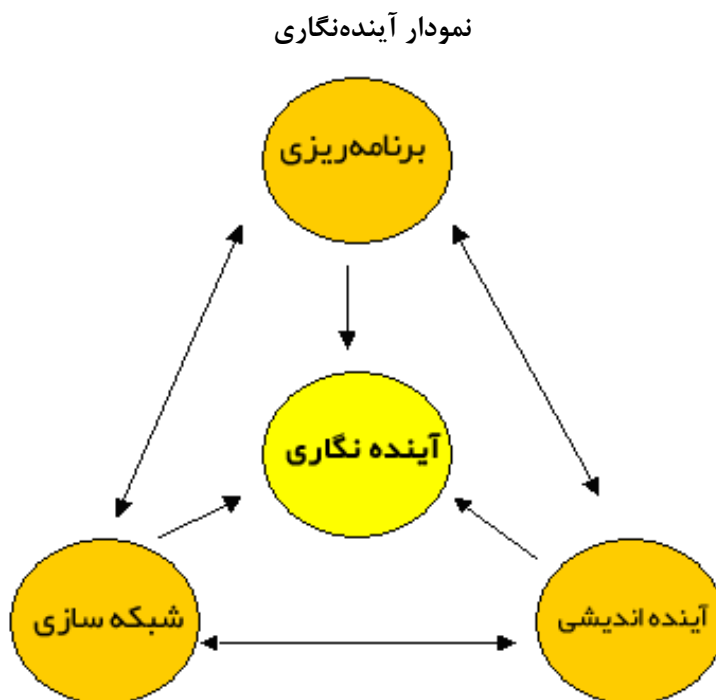 نمودار آینده‌نگاری
برنامه‌ریزی
آینده نگاری
شبکه سازی
آینده اندیشی